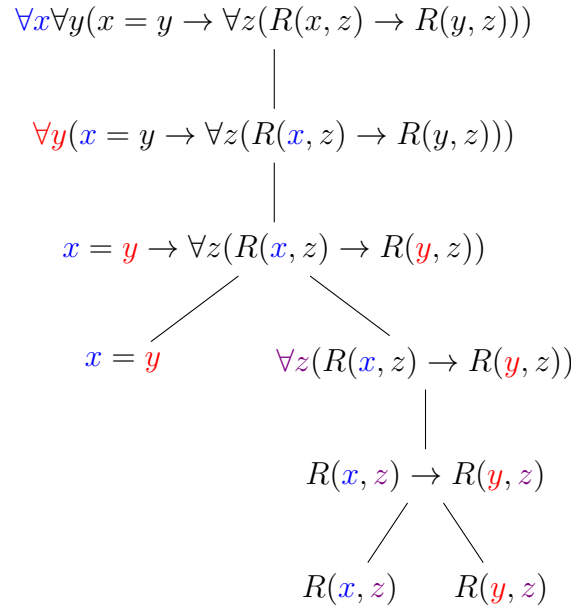 ∀x∀y(x = y → ∀z(R(x, z) → R(y, z)))
∀y(x = y → ∀z(R(x, z) → R(y, z)))
x = y → ∀z(R(x, z) → R(y, z))
x = y
∀z(R(x, z) → R(y, z))
R(x, z) → R(y, z)
R(x, z)
R(y, z)